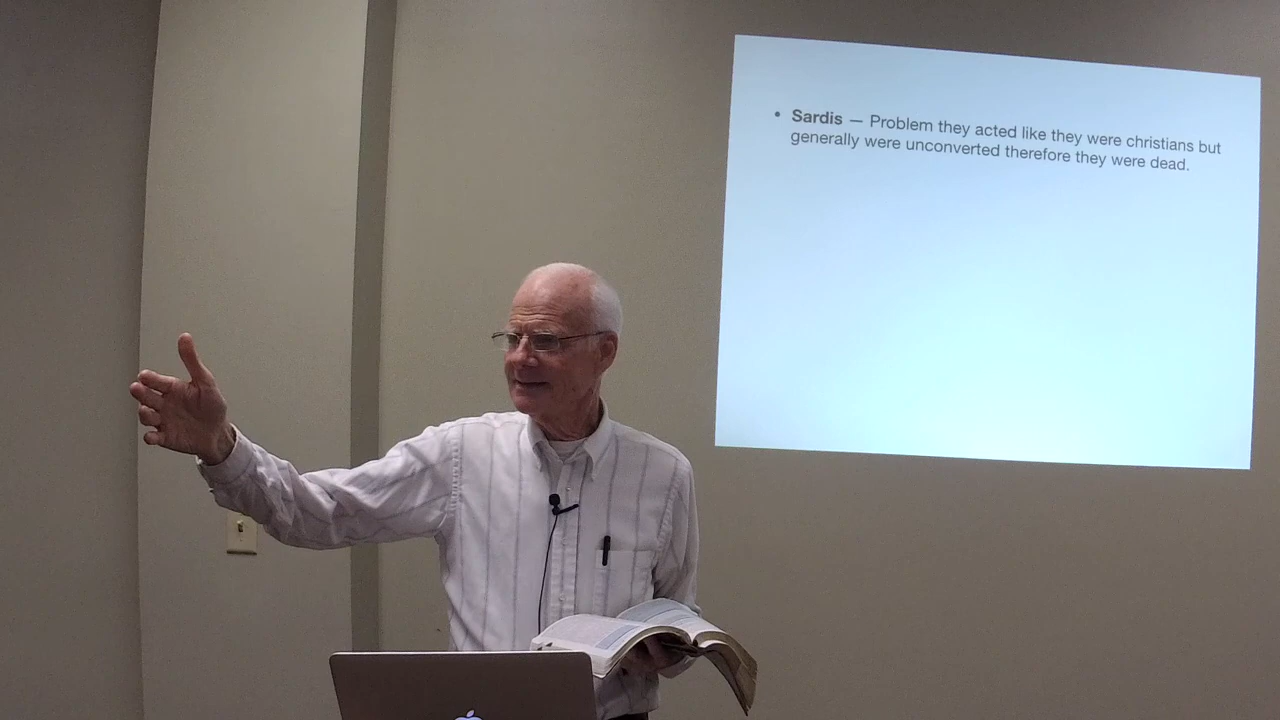 • Sardis — Problem they acted like they were christians but
generally were unconverted therefore they were dead.